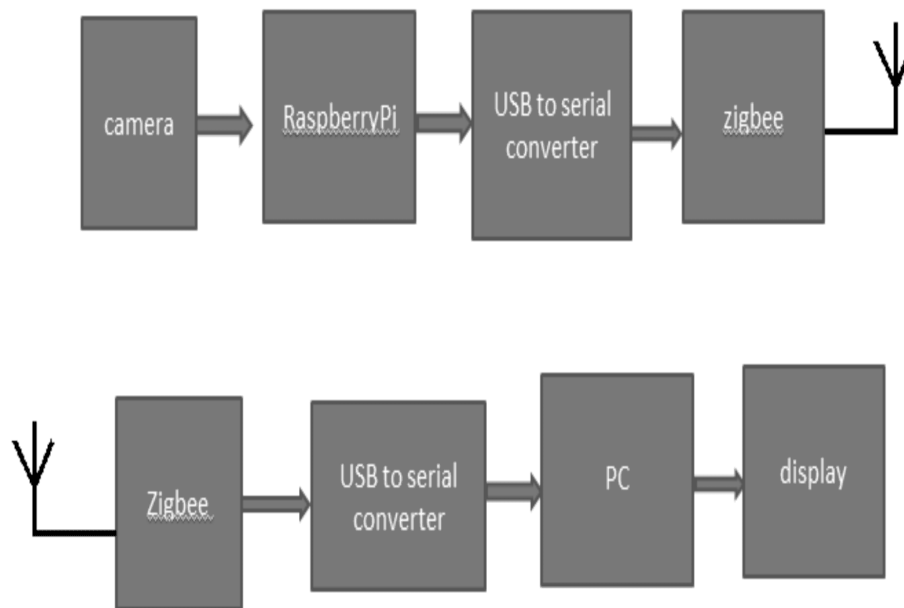 camera
RaspberryPi
USB to serial
converter
zigbee
Zigbee
USB to serial
converter
PC
display